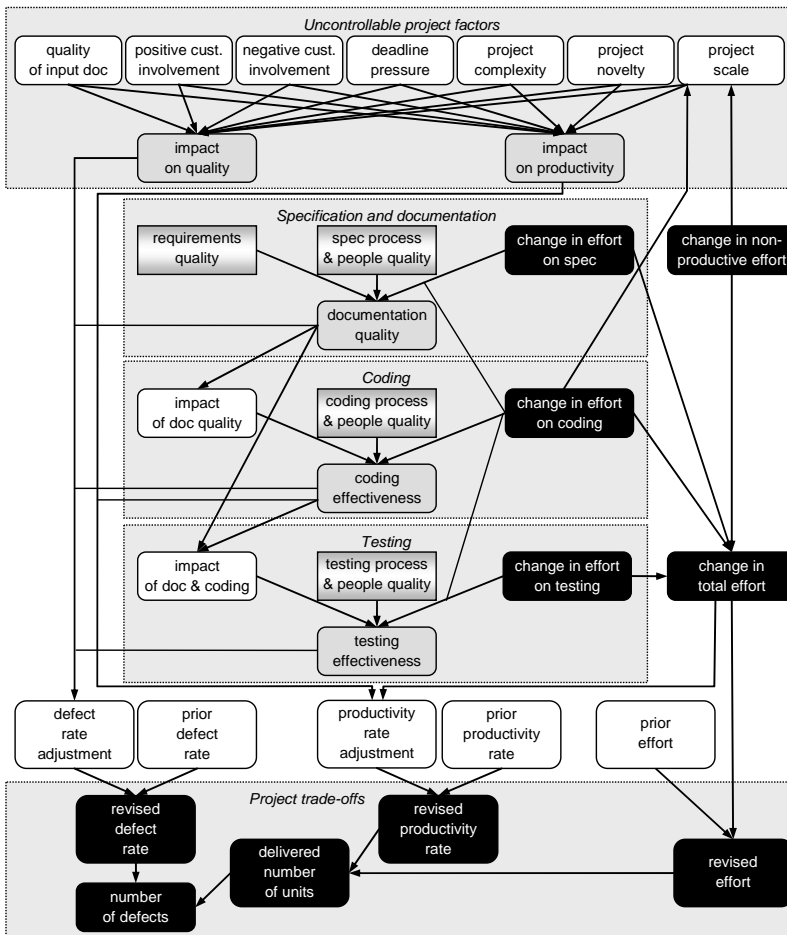 Uncontrollable project factors
quality
of input doc
positive cust.
involvement
negative cust.
involvement
deadline
pressure
project
complexity
project
novelty
project
scale
impact
on quality
impact
on productivity
Specification and documentation
requirements
quality
spec process
& people quality
change in effort
on spec
change in non-
productive effort
documentation
quality
Coding
impact
of doc quality
coding process
& people quality
change in effort
on coding
coding
effectiveness
Testing
impact
of doc & coding
testing process
& people quality
change in effort
on testing
change in
total effort
testing
effectiveness
defect
rate
adjustment
prior
defect
rate
productivity
rate
adjustment
prior
productivity
rate
prior
effort
Project trade-offs
revised
defect
rate
revised
productivity
rate
delivered
number
of units
revised
effort
number
of defects